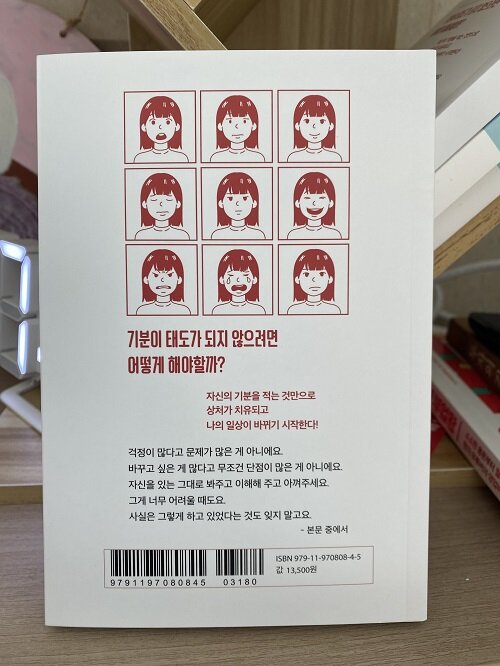 기분이 태도가 되지 않으려면
어떻게 해야할까?
자신의 기분을 적는 것만으로
상처가 치유되고
나의 일상이 바뀌기 시작한다!
걱정이 많다고 문제가 많은 게 아니에요.
바꾸고 싶은 게 많다고 무조건 단점이 많은 게 아니에요.
자신을 있는 그대로 봐주고 이해해 주고 아껴주세요.
그게 너무 어려울 때도요.
사실은 그렇게 하고 있었다는 것도 잊지 말고요.
- 본문 중에서
ISBN 979-11-970808-4-5
값 13,500원
9791197080845 03180